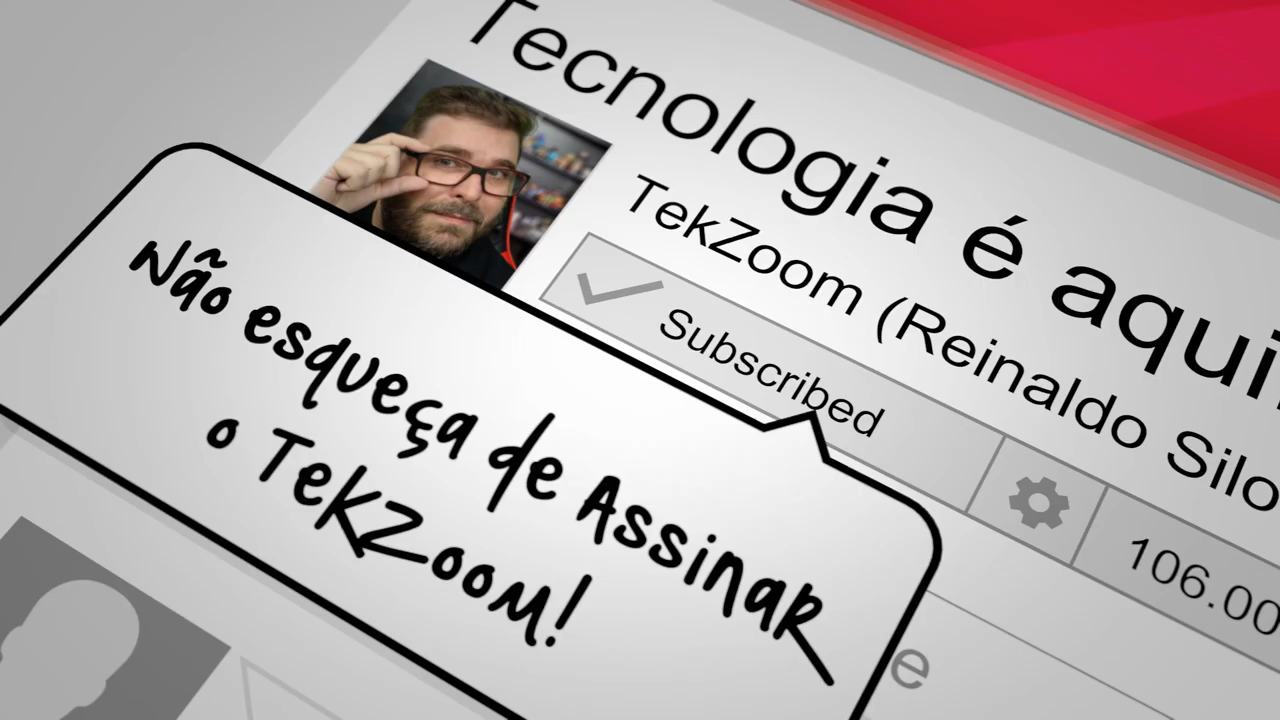 Tecnologia é aqui
TekZoom (Reinaldo Silo
Subscribed
106.00
Não esqueça de Assinar
o TekZoom!
e